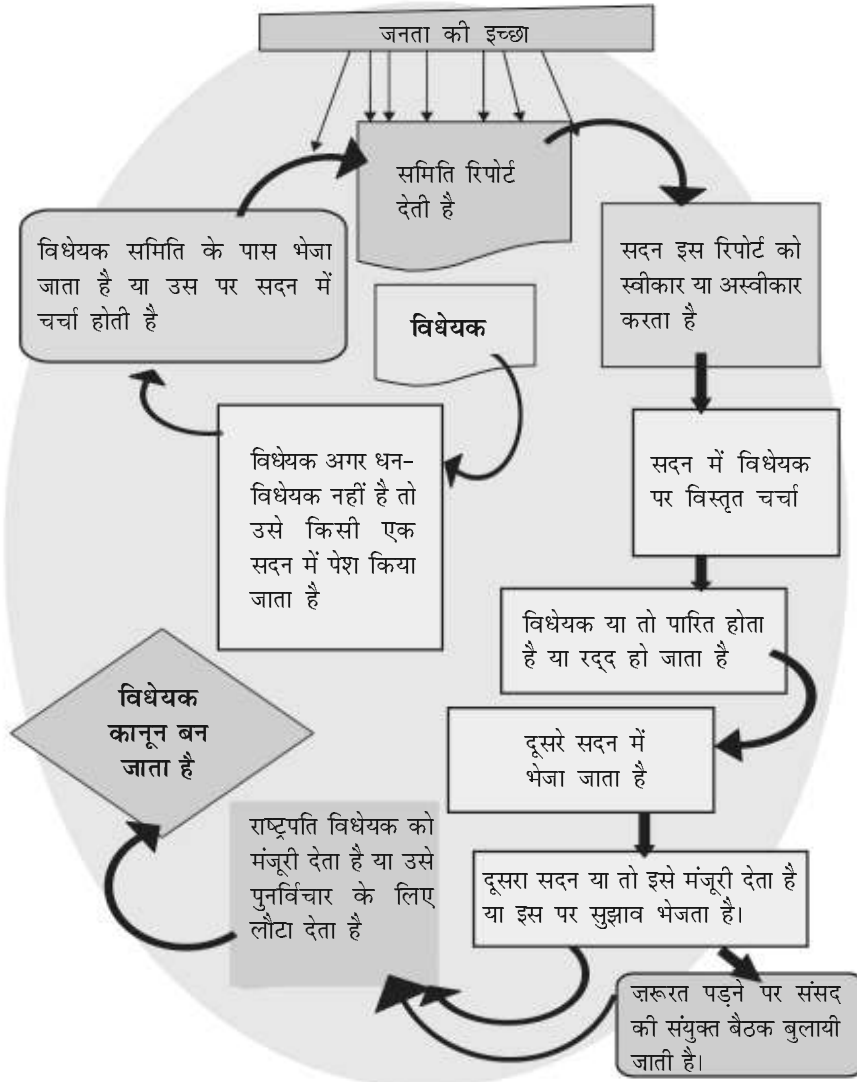 जनता की इच्छा
समिति रिपोर्ट
देती है
विधेयक समिति के पास भेजा
जाता है या उस पर सदन में
चर्चा होती है
सदन इस रिपोर्ट को
स्वीकार या अस्वीकार
करता है
विधेयक
विधेयक अगर धन-
विधेयक नहीं है तो
उसे किसी एक
सदन में पेश किया
जाता है
सदन में विधेयक
पर विस्तृत चर्चा
विधेयक या तो पारित होता
है या रद्द हो जाता है
दूसरे सदन में
भेजा जाता है
विधेयक
कानून बन
जाता है
राष्ट्रपति विधेयक को
मंजूरी देता है या उसे
पुनर्विचार के लिए
लौटा देता है
दूसरा सदन या तो इसे मंजूरी देता है
या इस पर सुझाव भेजता है।
जरूरत पड़ने पर संसद
की संयुक्त बैठक बुलायी
जाती है।